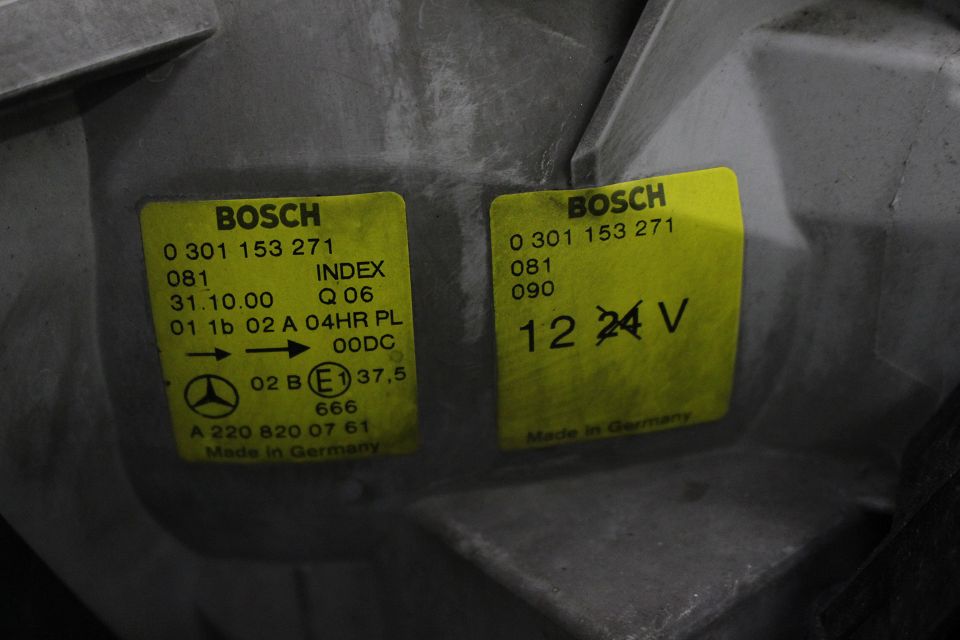 BOSCH
0 301 153 271
081 INDEX
31.10.00 Q 06
01 1b 02 A 04HR PL
00DC
02 B E1 37,5
666
A 220 820 07 61
Made in Germany
BOSCH
0 301 153 271
081
090
12 24 V
Made in Germany